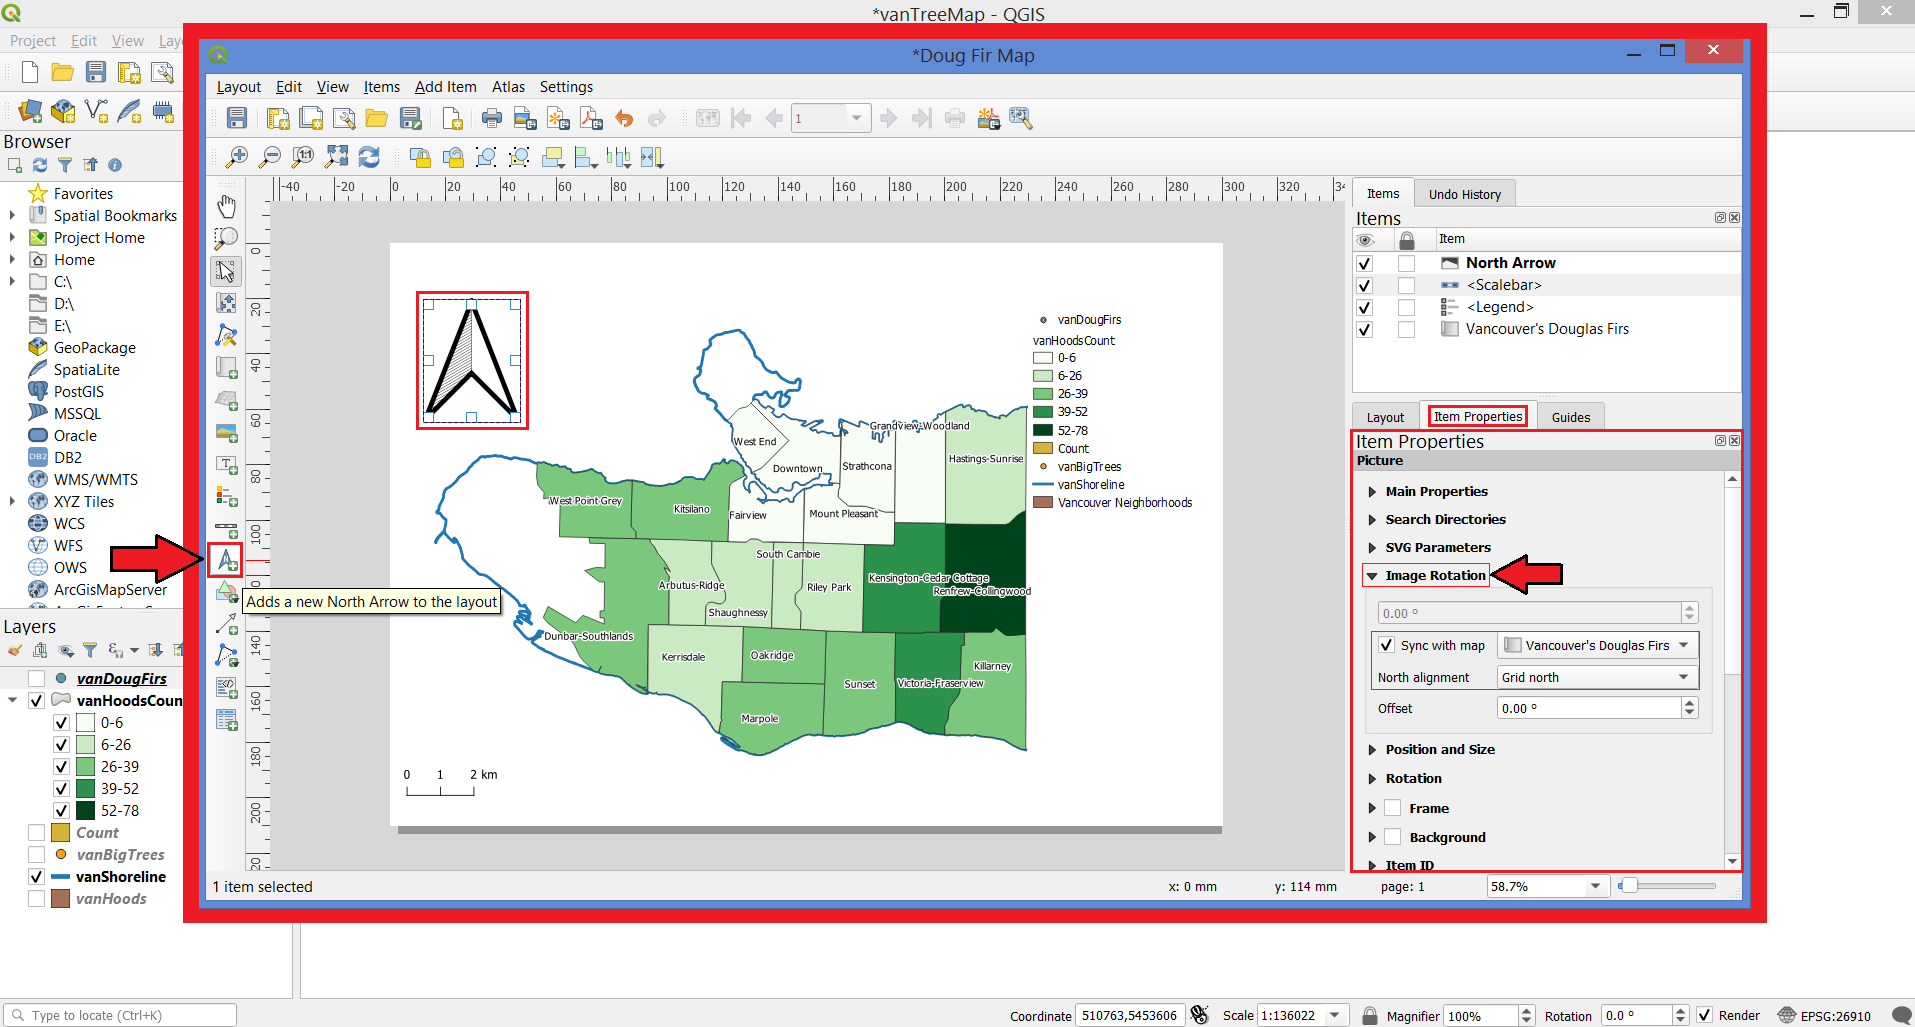 *vanTreeMap - QGIS
Project Edit View Lay
*Doug Fir Map
Layout Edit View Items Add Item Atlas Settings
1
1:1
Browser
Favorites
Spatial Bookmarks
Project Home
Home
C:\
D:\
E:\
GeoPackage
SpatiaLite
PostGIS
MSSQL
Oracle
DB2
DB2
WMS/WMTS
XYZ Tiles
WCS
WFS
OWS
ArcGisMapServer
Layers
vanDougFirs
vanHoodsCoun
0-6
6-26
26-39
39-52
52-78
Count
vanBigTrees
vanShoreline
vanHoods
-40 -20 0 20 40 60 80 100 120 140 160 180 200 220 240 260 280 300 320 34
0
20
40
60
80
100
140
160
180
200
220
Adds a new North Arrow to the layout
West End
Downtown
Strathcona
Grandview-Woodland
Hastings-Sunrise
West Point Grey
Kitsilano
Fairview
Mount Pleasant
South Cambie
Arbutus-Ridge
Riley Park
Shaughnessy
Kensington-Cedar Cottage
Renfrew-Collingwood
Dunbar-Southlands
Kerrisdale
Oakridge
Killarney
Sunset
Victoria-Fraserview
Marpole
0 1 2 km
vanDougFirs
vanHoodsCount
0-6
6-26
26-39
39-52
52-78
Count
vanBigTrees
vanShoreline
Vancouver Neighborhoods
Items Undo History
Items
Item
North Arrow
<Scalebar>
<Legend>
Vancouver's Douglas Firs
Layout Item Properties Guides
Item Properties
Picture
Main Properties
Search Directories
SVG Parameters
Image Rotation
0.00 °
Sync with map Vancouver's Douglas Firs
North alignment Grid north
Offset 0.00 °
Position and Size
Rotation
Frame
Background
Item ID
1 item selected x: 0 mm y: 114 mm page: 1 58.7%
Type to locate (Ctrl+K) Coordinate 510763,5453606 Scale 1:136022 Magnifier 100% Rotation 0.0 ° Render EPSG:26910